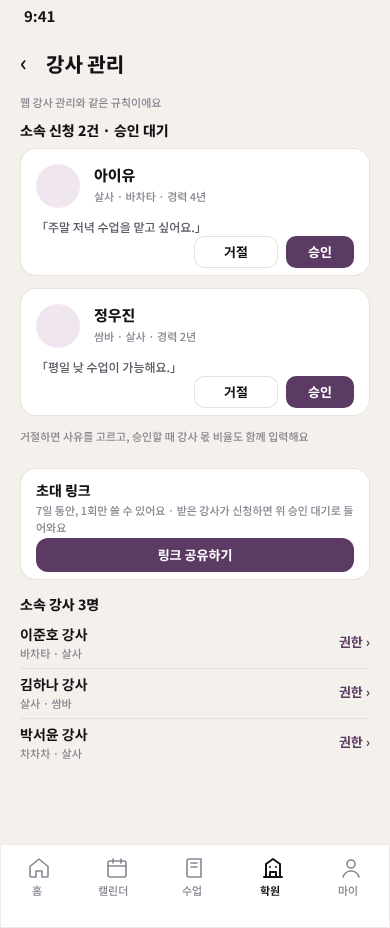 9:41
‹ 강사 관리
웹 강사 관리와 같은 규칙이에요
소속 신청 2건 · 승인 대기
아이유
살사 · 바차타 · 경력 4년
「주말 저녁 수업을 맡고 싶어요.」
거절 승인
정우진
쌈바 · 살사 · 경력 2년
「평일 낮 수업이 가능해요.」
거절 승인
거절하면 사유를 고르고, 승인할 때 강사 몫 비율도 함께 입력해요
초대 링크
7일 동안, 1회만 쓸 수 있어요 · 받은 강사가 신청하면 위 승인 대기로 들
어와요
링크 공유하기
소속 강사 3명
이준호 강사
바차타 · 살사
권한 ›
김하나 강사
살사 · 쌈바
권한 ›
박서윤 강사
차차차 · 살사
권한 ›
홈 캘린더 수업 학원 마이